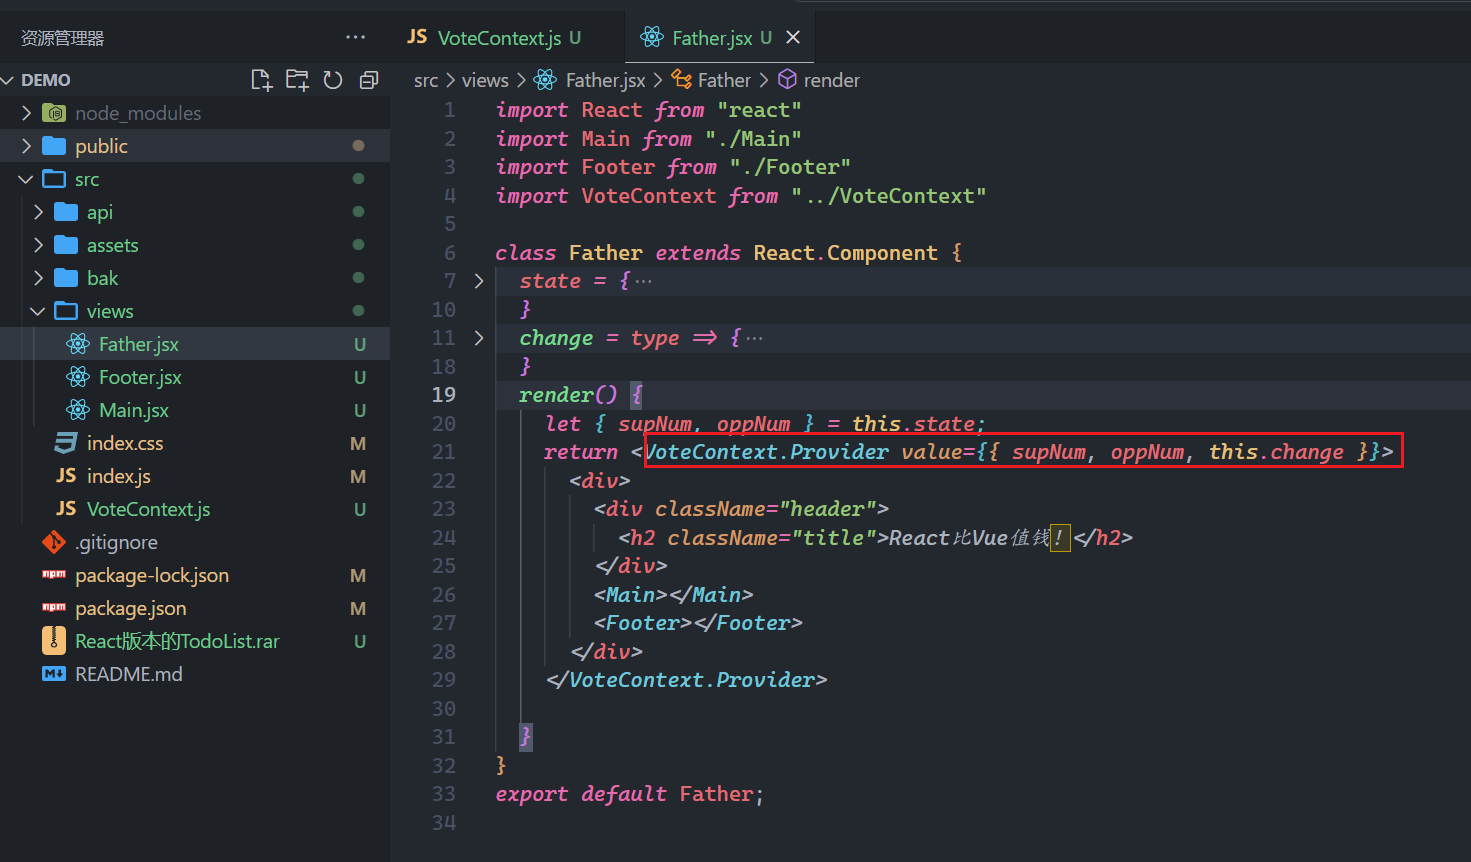 资源管理器 ···
DEMO
node_modules
public
src
api
assets
bak
views
Father.jsx U
Footer.jsx U
Main.jsx U
index.css M
JS index.js M
JS VoteContext.js U
.gitignore
package-lock.json M
package.json M
React版本的TodoList.rar U
README.md
JS VoteContext.js U
Father.jsx U ×
src > views > Father.jsx > Father > render
1 import React from "react"
2 import Main from "./Main"
3 import Footer from "./Footer"
4 import VoteContext from "../VoteContext"
5
6 class Father extends React.Component {
7 state = {···
10 }
11 change = type => {···
18 }
19 render() {
20 let { supNum, oppNum } = this.state;
21 return <VoteContext.Provider value={{ supNum, oppNum, this.change }}>
22 <div>
23 <div className="header">
24 <h2 className="title">React比Vue值钱！</h2>
25 </div>
26 <Main></Main>
27 <Footer></Footer>
28 </div>
29 </VoteContext.Provider>
30
31 }
32 }
33 export default Father;
34